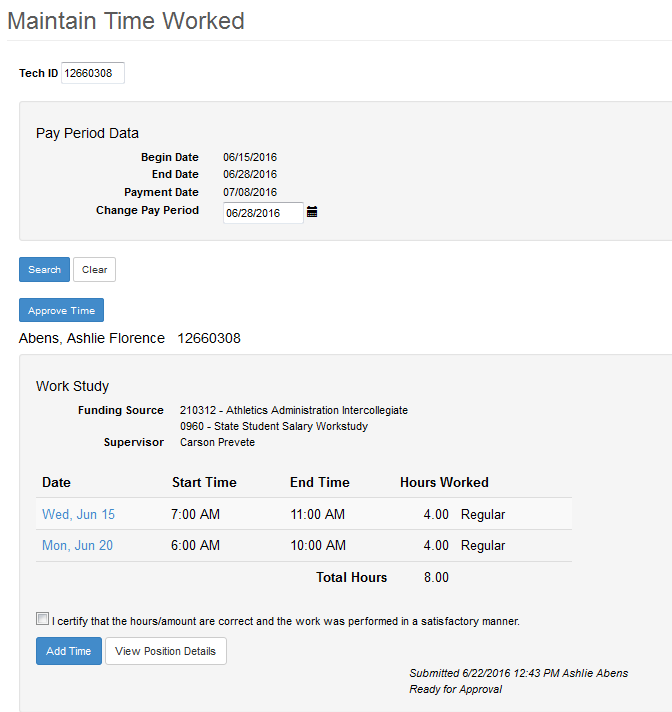 Maintain Time Worked
Tech ID 12660308
Pay Period Data
Begin Date 06/15/2016
End Date 06/28/2016
Payment Date 07/08/2016
Change Pay Period 06/28/2016
Search Clear
Approve Time
Abens, Ashlie Florence 12660308
Work Study
Funding Source 210312 - Athletics Administration Intercollegiate
0960 - State Student Salary Workstudy
Supervisor Carson Prevete
Date Start Time End Time Hours Worked
Wed, Jun 15 7:00 AM 11:00 AM 4.00 Regular
Mon, Jun 20 6:00 AM 10:00 AM 4.00 Regular
Total Hours 8.00
I certify that the hours/amount are correct and the work was performed in a satisfactory manner.
Add Time View Position Details
Submitted 6/22/2016 12:43 PM Ashlie Abens
Ready for Approval